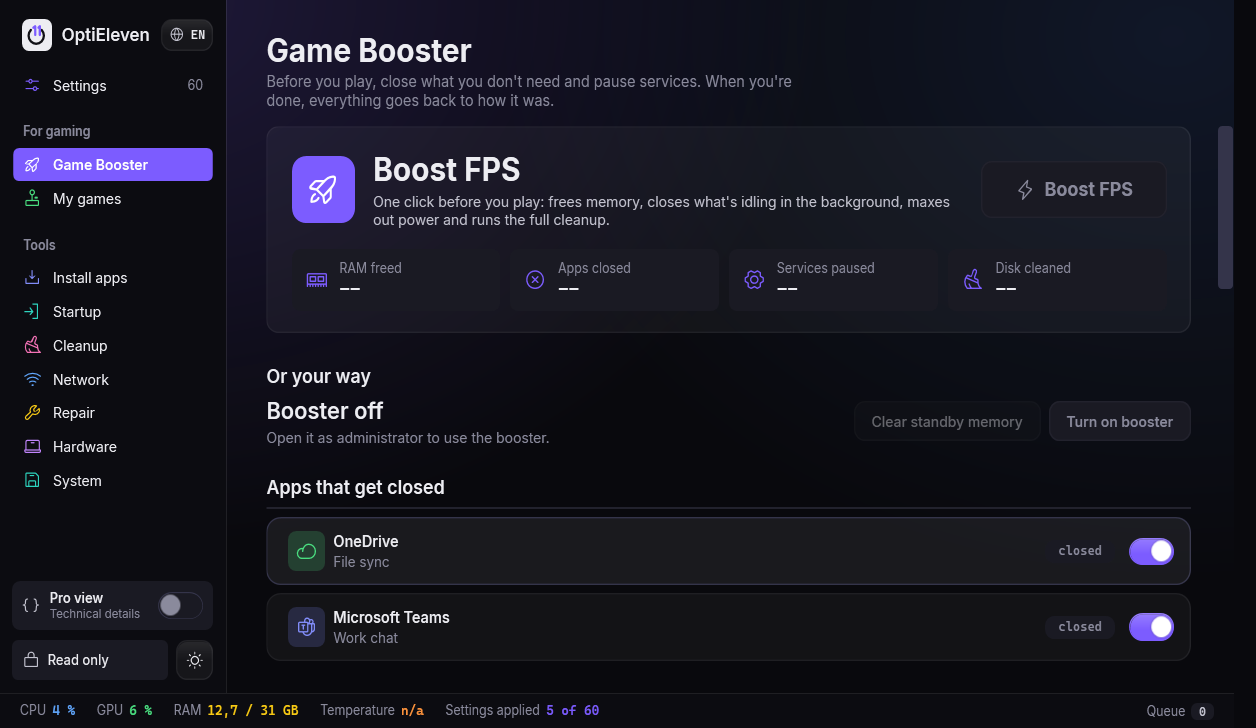 OptiEleven
EN
Settings
60
For gaming
Game Booster
My games
Tools
Install apps
Startup
Cleanup
Network
Repair
Hardware
System
Pro view
Technical details
Read only
Game Booster
Before you play, close what you don't need and pause services. When you're
done, everything goes back to how it was.
Boost FPS
One click before you play: frees memory, closes what's idling in the background, maxes
out power and runs the full cleanup.
Boost FPS
RAM freed
——
Apps closed
——
Services paused
——
Disk cleaned
——
Or your way
Booster off
Open it as administrator to use the booster.
Clear standby memory
Turn on booster
Apps that get closed
OneDrive
File sync
closed
Microsoft Teams
Work chat
closed
CPU 4 % GPU 6 % RAM 12,7 / 31 GB Temperature n/a Settings applied 5 of 60 Queue 0